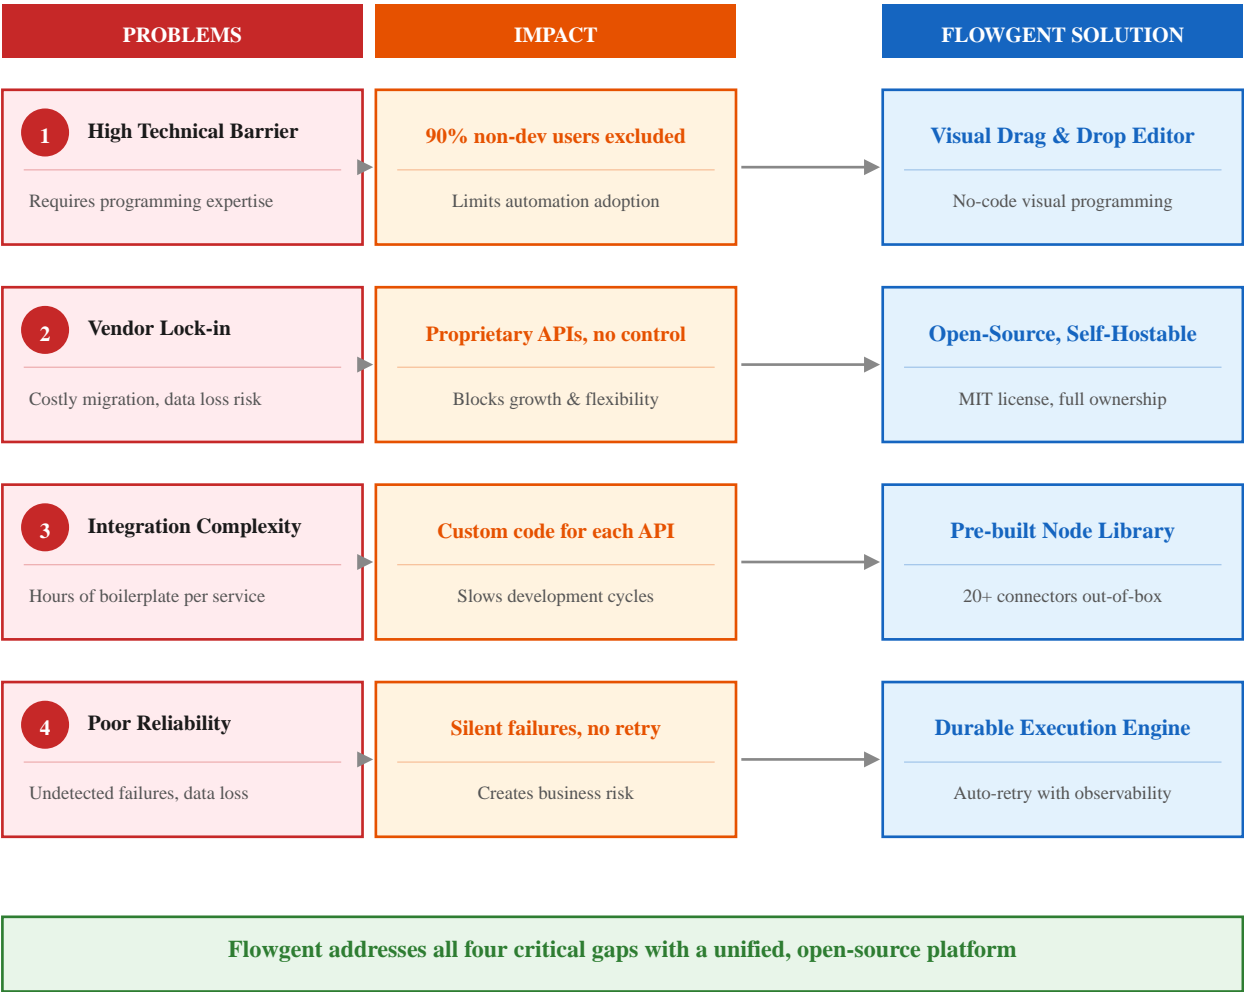 PROBLEMS
IMPACT
FLOWGENT SOLUTION
1
High Technical Barrier
Requires programming expertise
90% non-dev users excluded
Limits automation adoption
Visual Drag & Drop Editor
No-code visual programming
2
Vendor Lock-in
Costly migration, data loss risk
Proprietary APIs, no control
Blocks growth & flexibility
Open-Source, Self-Hostable
MIT license, full ownership
3
Integration Complexity
Hours of boilerplate per service
Custom code for each API
Slows development cycles
Pre-built Node Library
20+ connectors out-of-box
4
Poor Reliability
Undetected failures, data loss
Silent failures, no retry
Creates business risk
Durable Execution Engine
Auto-retry with observability
Flowgent addresses all four critical gaps with a unified, open-source platform